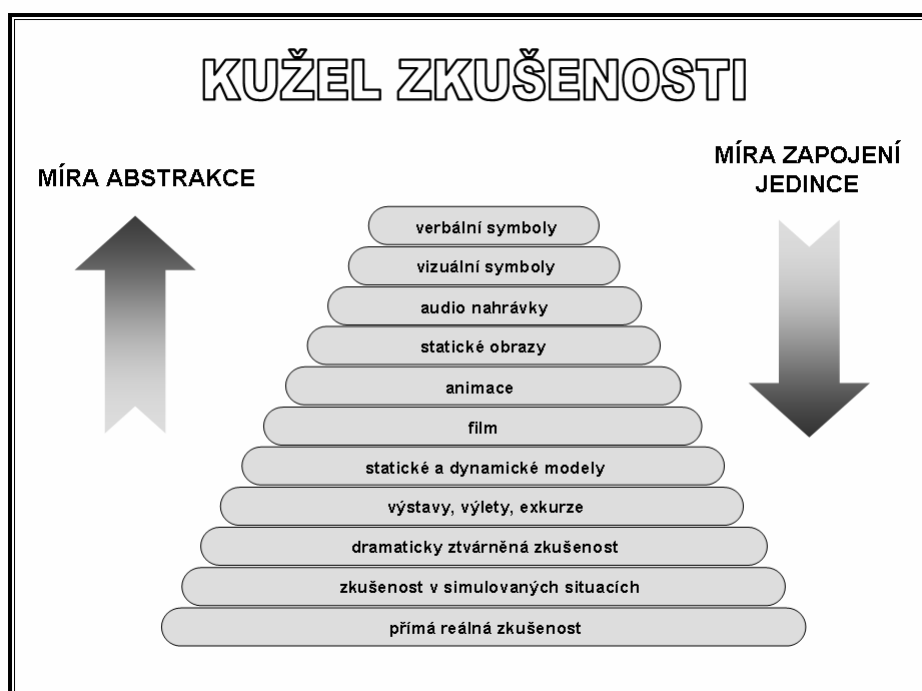 KUŽEL ZKUŠENOSTI
MÍRA ABSTRAKCE
MÍRA ZAPOJENÍ
JEDINCE
verbální symboly
vizuální symboly
audio nahrávky
statické obrazy
animace
film
statické a dynamické modely
výstavy, výlety, exkurze
dramaticky ztvárněná zkušenost
zkušenost v simulovaných situacích
přímá reálná zkušenost